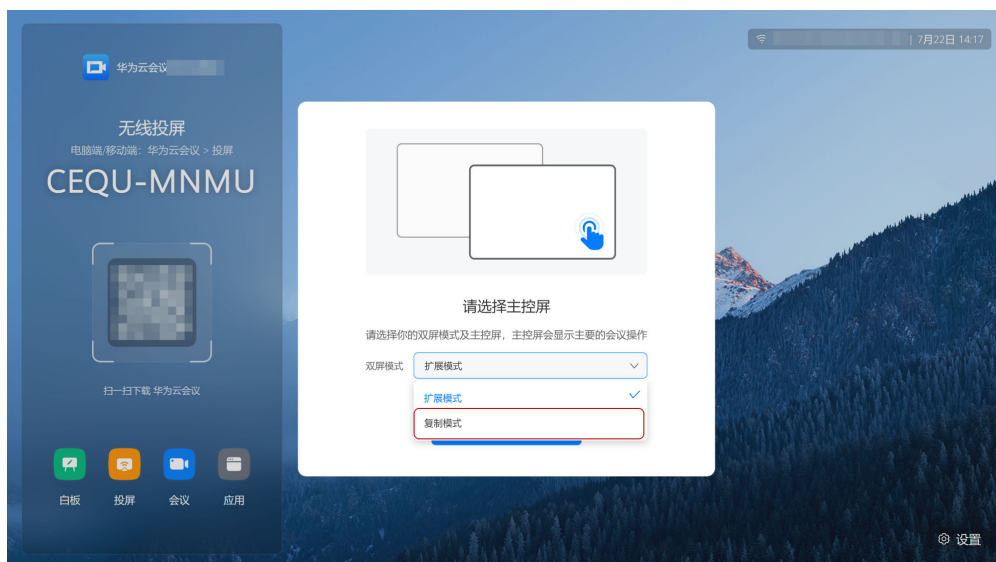 华为云会议
| 7月22日 14:17
无线投屏
电脑端/移动端：华为云会议 > 投屏
CEQU-MNMU
扫一扫下载 华为云会议
白板 投屏 会议 应用
请选择主控屏
请选择你的双屏模式及主控屏，主控屏会显示主要的会议操作
双屏模式 扩展模式
扩展模式
复制模式
设置